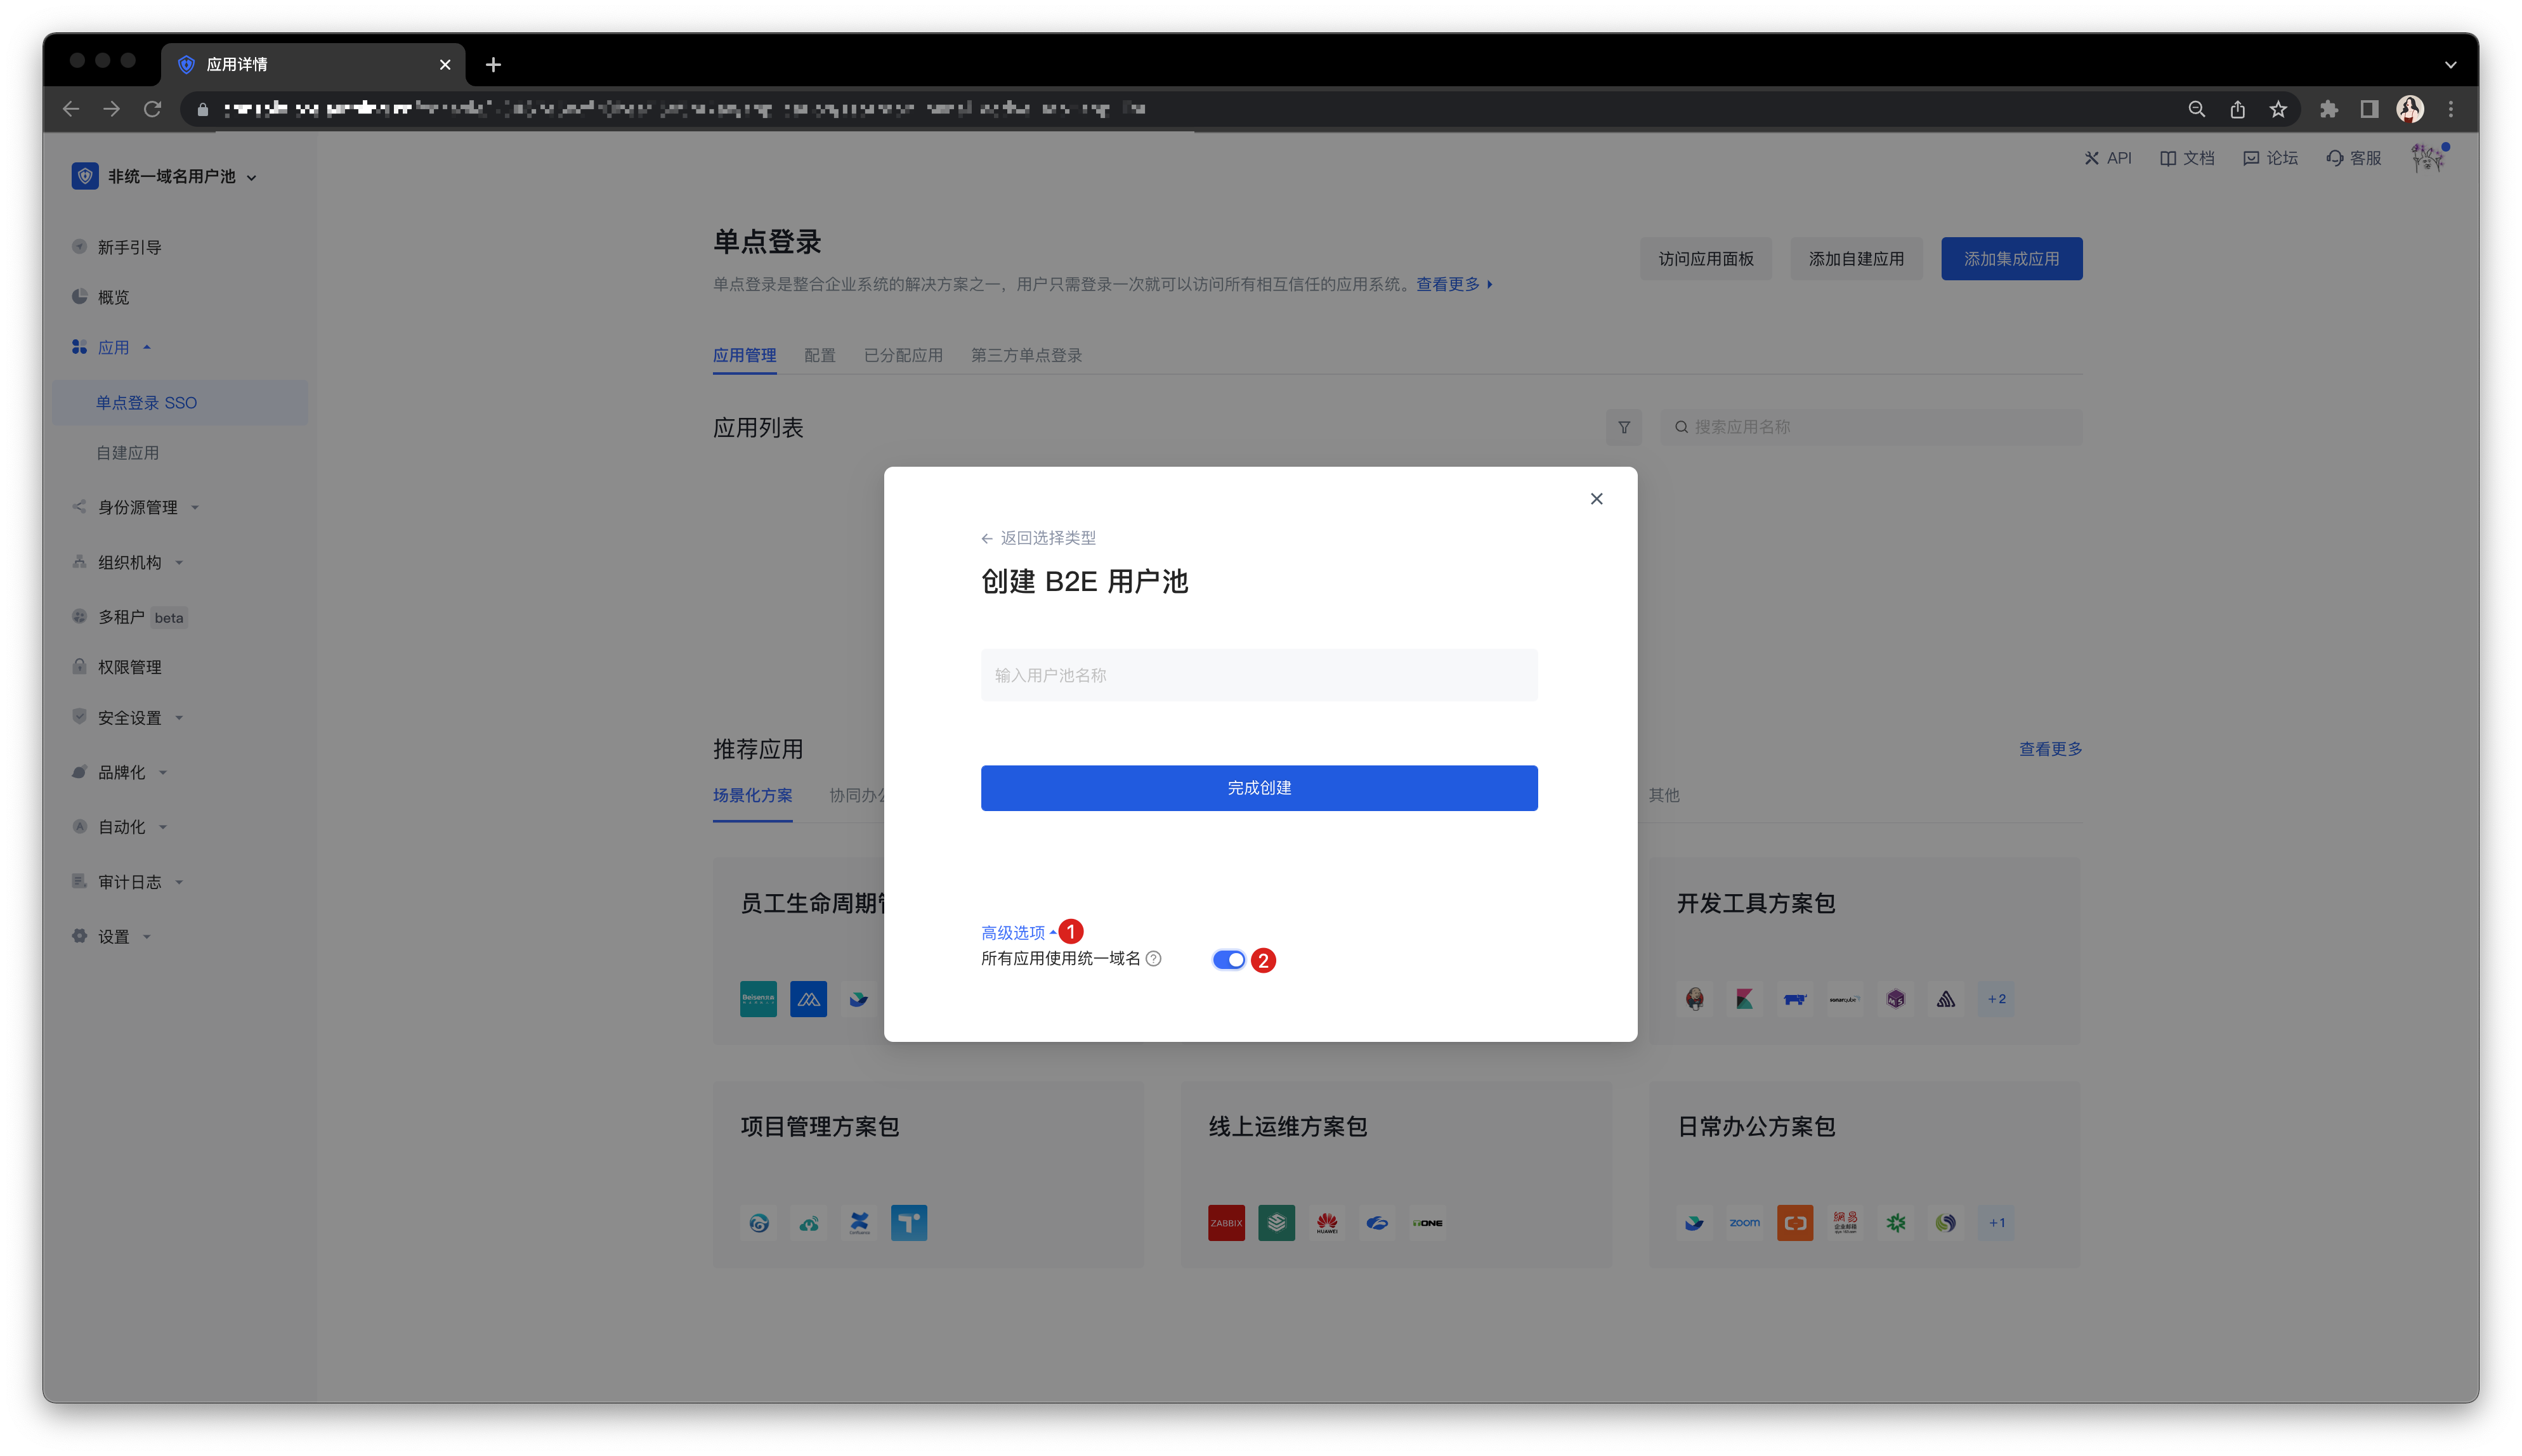 应用详情
非统一域名用户池
API 文档 论坛 客服
新手引导
概览
应用
单点登录 SSO
自建应用
身份源管理
组织机构
多租户 beta
权限管理
安全设置
品牌化
自动化
审计日志
设置
单点登录
访问应用面板 添加自建应用 添加集成应用
单点登录是整合企业系统的解决方案之一，用户只需登录一次就可以访问所有相互信任的应用系统。查看更多
应用管理 配置 已分配应用 第三方单点登录
应用列表
搜索应用名称
返回选择类型
创建 B2E 用户池
输入用户池名称
完成创建
高级选项 1
所有应用使用统一域名 ? 2
推荐应用 查看更多
场景化方案 协同办公 其他
员工生命周期管
Beisen
开发工具方案包
sonarqube
+2
项目管理方案包
Confluence
线上运维方案包
ZABBIX
HUAWEI
ONE
日常办公方案包
zoom
網易
企业邮箱
+1